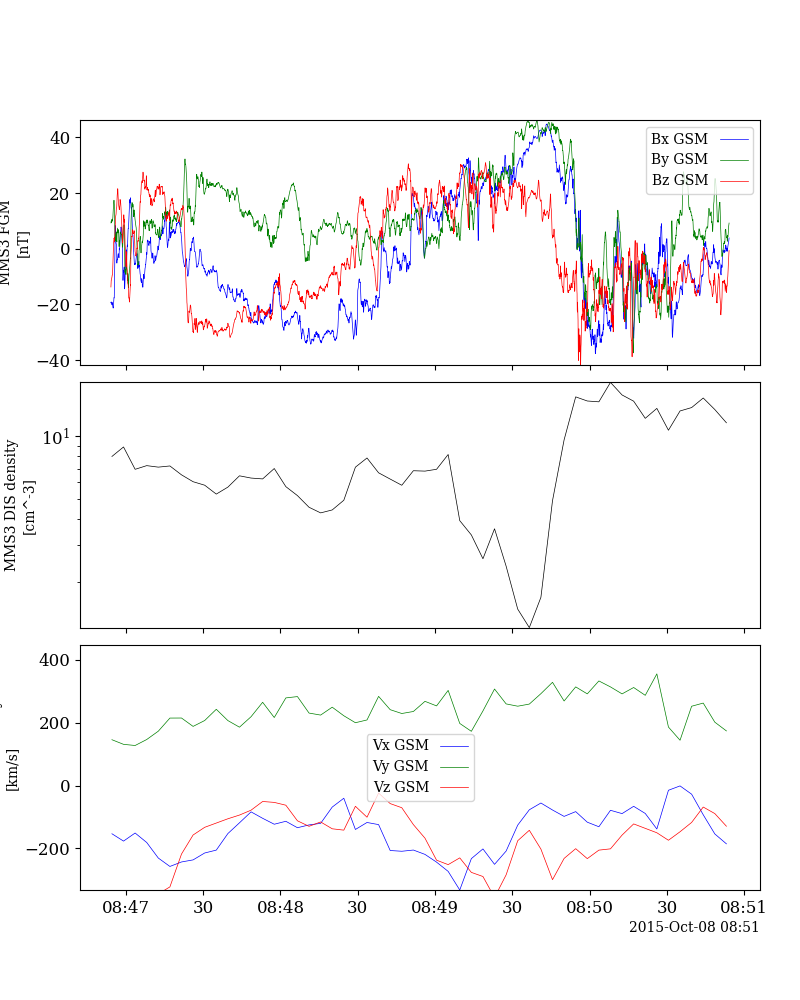 40
20
0
−20
−40
MMS3 FGM
[nT]
Bx GSM
By GSM
Bz GSM
10^1
MMS3 DIS density
[cm^-3]
400
200
0
−200
[km/s]
Vx GSM
Vy GSM
Vz GSM
08:47 30 08:48 30 08:49 30 08:50 30 08:51
2015-Oct-08 08:51